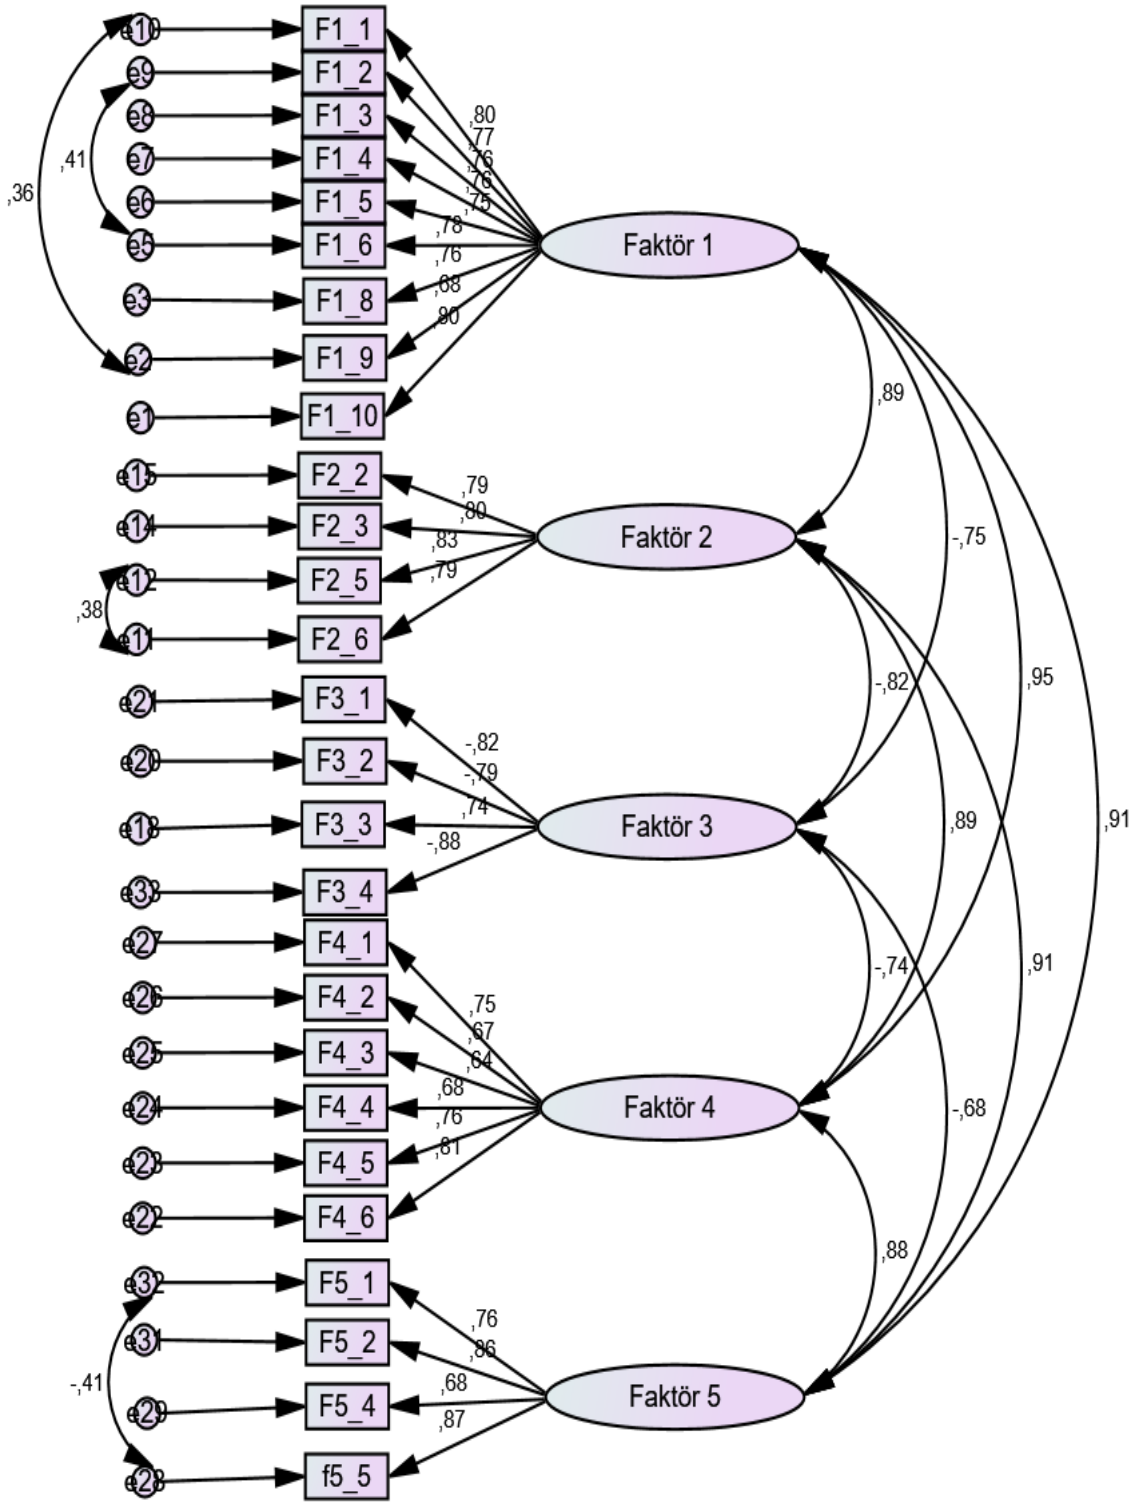 e10 F1_1
e9 F1_2
e8 F1_3
e7 F1_4
e6 F1_5
e5 F1_6
e3 F1_8
e2 F1_9
e1 F1_10
,36
,41
,80
,77
,76
,76
,75
,78
,76
,68
,80
Faktör 1
e15 F2_2
e14 F2_3
e12 F2_5
e11 F2_6
,38
,79
,80
,83
,79
Faktör 2
e21 F3_1
e20 F3_2
e18 F3_3
e33 F3_4
-,82
-,79
,74
-,88
Faktör 3
e27 F4_1
e26 F4_2
e25 F4_3
e24 F4_4
e23 F4_5
e22 F4_6
,75
,67
,64
,68
,76
,81
Faktör 4
e32 F5_1
e31 F5_2
e29 F5_4
e28 f5_5
-,41
,76
,86
,68
,87
Faktör 5
,89
-,75
-,82
,95
,89
,91
-,74
,91
-,68
,88